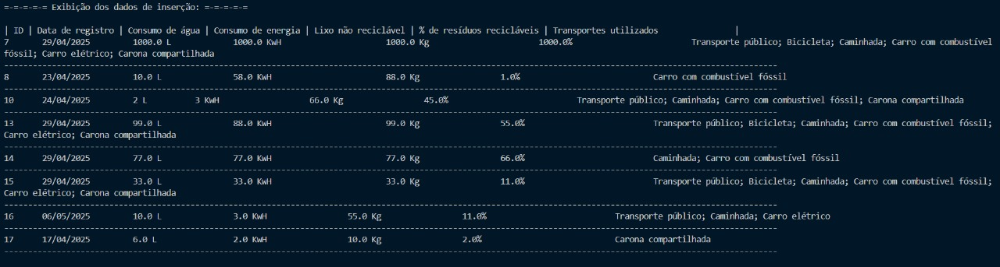 =-=-=-=-= Exibição dos dados de inserção: =-=-=-=-=
| ID | Data de registro | Consumo de água | Consumo de energia | Lixo não reciclável | % de resíduos recicláveis | Transportes utilizados |
7 29/04/2025 1000.0 L 1000.0 KwH 1000.0 Kg 1000.0% Transporte público; Bicicleta; Caminhada; Carro com combustível
fóssil; Carro elétrico; Carona compartilhada
---------------------------------------------------------------------------------------------------------------------------------------------------------------
8 23/04/2025 10.0 L 58.0 KwH 88.0 Kg 1.0% Carro com combustível fóssil
---------------------------------------------------------------------------------------------------------------------------------------------------------------
10 24/04/2025 2 L 3 KwH 66.0 Kg 45.0% Transporte público; Caminhada; Carro com combustível fóssil; Carona compartilhada
---------------------------------------------------------------------------------------------------------------------------------------------------------------
13 29/04/2025 99.0 L 88.0 KwH 99.0 Kg 55.0% Transporte público; Bicicleta; Caminhada; Carro com combustível fóssil;
Carro elétrico; Carona compartilhada
---------------------------------------------------------------------------------------------------------------------------------------------------------------
14 29/04/2025 77.0 L 77.0 KwH 77.0 Kg 66.0% Caminhada; Carro com combustível fóssil
---------------------------------------------------------------------------------------------------------------------------------------------------------------
15 29/04/2025 33.0 L 33.0 KwH 33.0 Kg 11.0% Transporte público; Bicicleta; Caminhada; Carro com combustível fóssil;
Carro elétrico; Carona compartilhada
---------------------------------------------------------------------------------------------------------------------------------------------------------------
16 06/05/2025 10.0 L 3.0 KwH 55.0 Kg 11.0% Transporte público; Caminhada; Carro elétrico
---------------------------------------------------------------------------------------------------------------------------------------------------------------
17 17/04/2025 6.0 L 2.0 KwH 10.0 Kg 2.0% Carona compartilhada
---------------------------------------------------------------------------------------------------------------------------------------------------------------